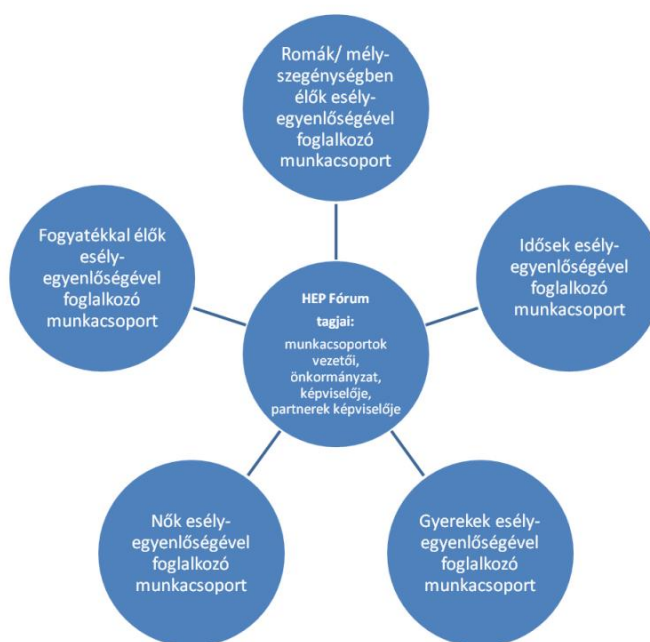 Romák/ mély-
szegénységben
élők esély-
egyenlőségével
foglalkozó
munkacsoport
Fogyatékkal élők
esély-
egyenlőségével
foglalkozó
munkacsoport
Idősek esély-
egyenlőségével
foglalkozó
munkacsoport
HEP Fórum
tagjai:
munkacsoportok
vezetői,
önkormányzat,
képviselője,
partnerek képviselője
Nők esély-
egyenlőségével
foglalkozó
munkacsoport
Gyerekek esély-
egyenlőségével
foglalkozó
munkacsoport